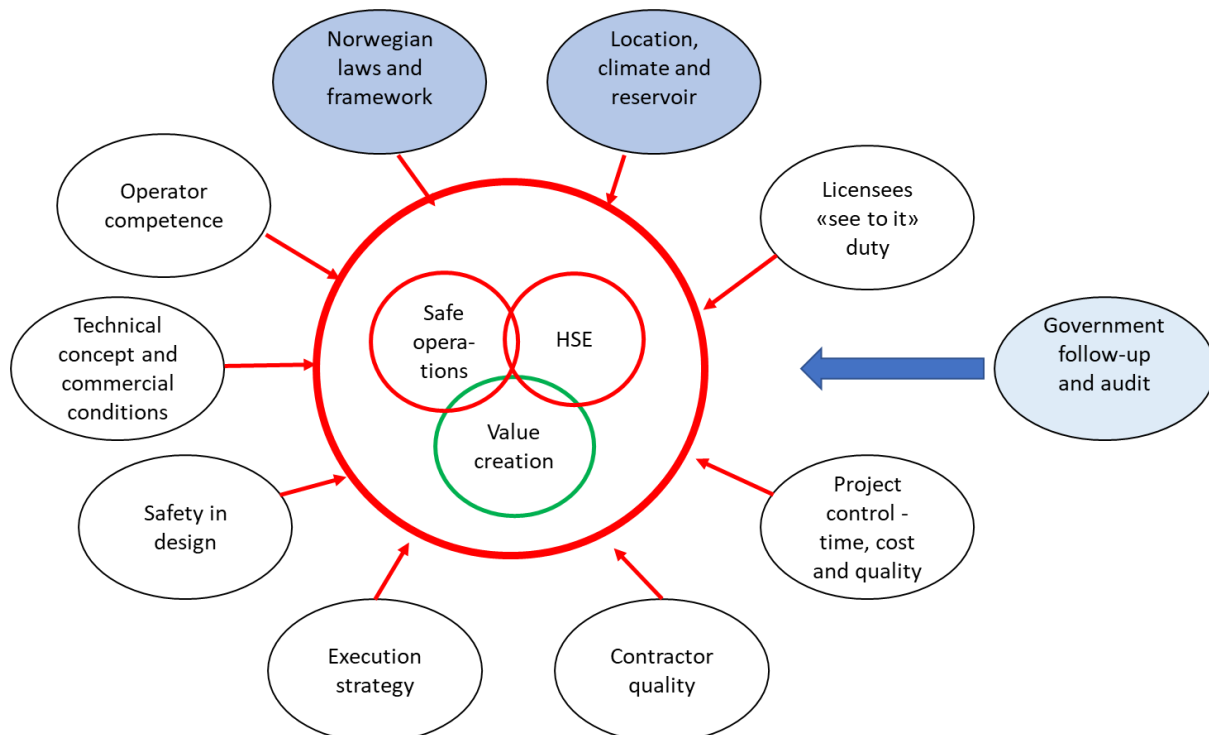 Norwegian
laws and
framework
Location,
climate and
reservoir
Operator
competence
Licensees
«see to it»
duty
Technical
concept and
commercial
conditions
Safe
opera-
tions
HSE
Value
creation
Government
follow-up
and audit
Safety in
design
Project
control -
time, cost
and quality
Execution
strategy
Contractor
quality